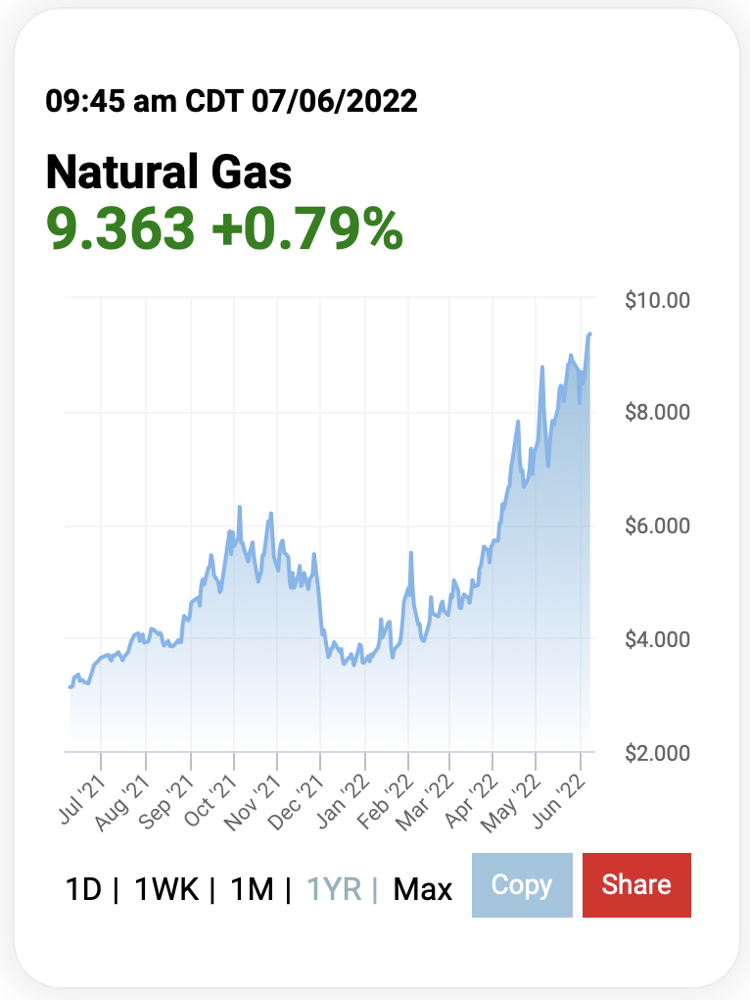 09:45 am CDT 07/06/2022
Natural Gas
9.363 +0.79%
$10.00
$8.000
$6.000
$4.000
$2.000
Jul '21 Aug '21 Sep '21 Oct '21 Nov '21 Dec '21 Jan '22 Feb '22 Mar '22 Apr '22 May '22 Jun '22
1D | 1WK | 1M | 1YR | Max Copy Share